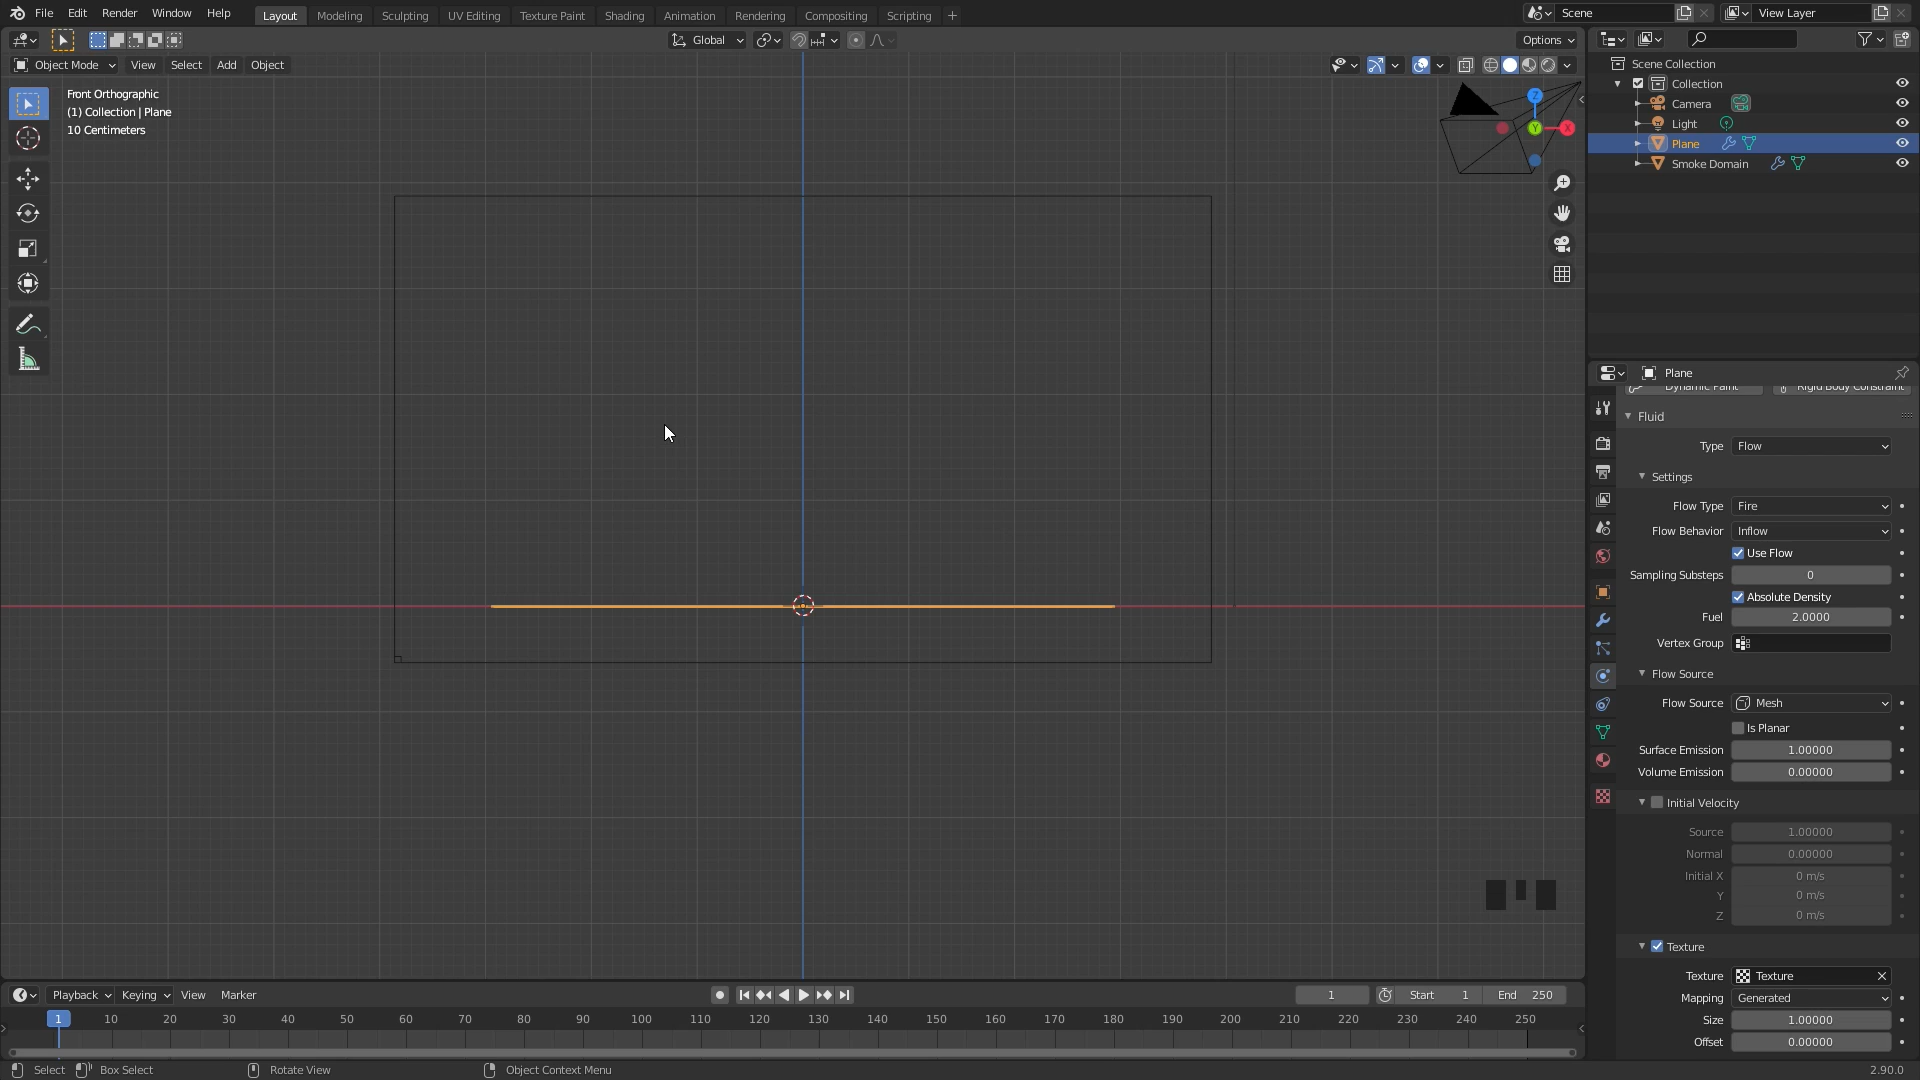 File Edit Render Window Help Layout Modeling Sculpting UV Editing Texture Paint Shading Animation Rendering Compositing Scripting + Scene View Layer
Global Options
Object Mode View Select Add Object
Front Orthographic
(1) Collection | Plane
10 Centimeters
Z
Y
X
Scene Collection
Collection
Camera
Light
Plane
Smoke Domain
Plane
Dynamic Paint Rigid Body Constraint
Fluid
Type Flow
Settings
Flow Type Fire
Flow Behavior Inflow
Use Flow
Sampling Substeps 0
Absolute Density
Fuel 2.0000
Vertex Group
Flow Source
Flow Source Mesh
Is Planar
Surface Emission 1.00000
Volume Emission 0.00000
Initial Velocity
Source 1.00000
Normal 0.00000
Initial X 0 m/s
Y 0 m/s
Z 0 m/s
Texture
Texture Texture
Mapping Generated
Size 1.00000
Offset 0.00000
Playback Keying View Marker 1 Start 1 End 250
1 10 20 30 40 50 60 70 80 90 100 110 120 130 140 150 160 170 180 190 200 210 220 230 240 250
Select Box Select Rotate View Object Context Menu 2.90.0